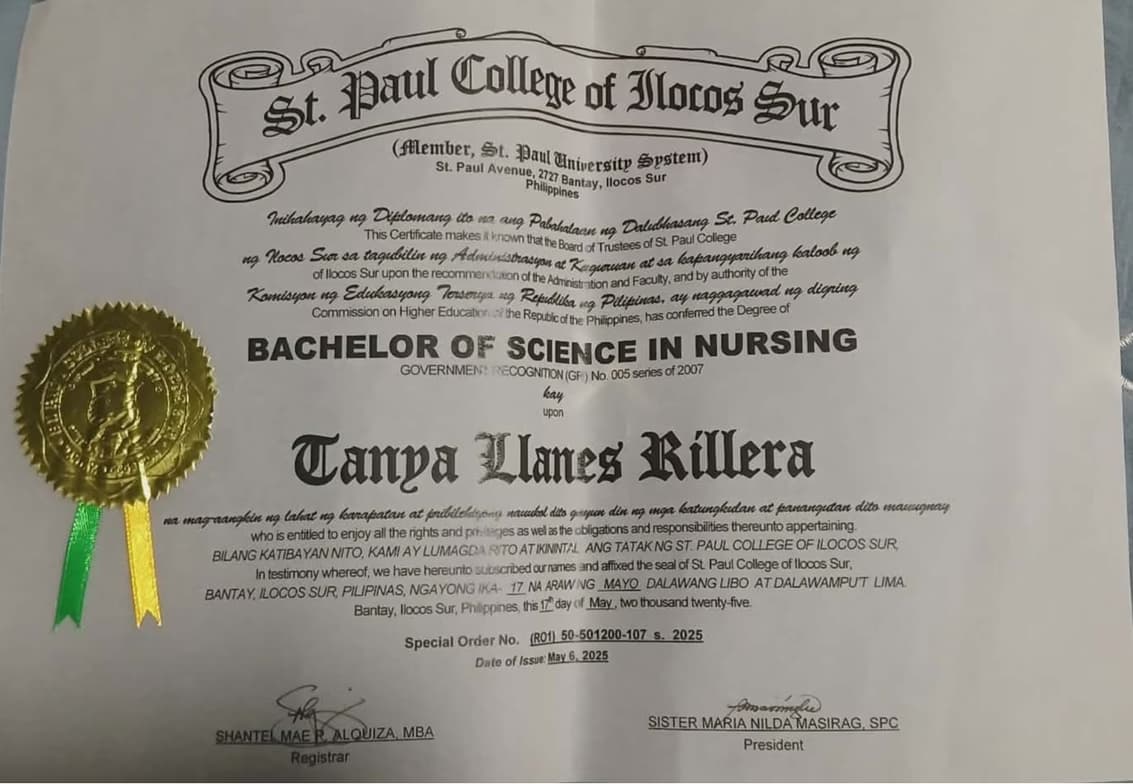 St. Paul College of Ilocos Sur
(Member, St. Paul University System)
St. Paul Avenue, 2727 Bantay, Ilocos Sur
Philippines
Inihahayag ng Diplomang ito na ang Pabahalaan ng Dalubhasang St. Paul College
This Certificate makes it known that the Board of Trustees of St. Paul College
ng Ilocos Sur sa tagubilin ng Administrasyon at Kaguruan at sa kapangyarihang kaloob ng
of Ilocos Sur upon the recommendation of the Administration and Faculty, and by authority of the
Komisyon ng Edukasyong Terserya ng Republika ng Pilipinas, ay naggagawad ng digring
Commission on Higher Education of the Republic of the Philippines, has conferred the Degree of
BACHELOR OF SCIENCE IN NURSING
GOVERNMENT RECOGNITION (GR) No. 005 series of 2007
kay
upon
Tanya Llanes Rillera
na mag-aangkin ng lahat ng karapatan at pribilehiyong nauukol dito gayun din ng mga katungkulan at panangutan dito mauugnay
who is entitled to enjoy all the rights and privileges as well as the obligations and responsibilities thereunto appertaining.
BILANG KATIBAYAN NITO, KAMI AY LUMAGDA RITO AT IKININTAL ANG TATAK NG ST. PAUL COLLEGE OF ILOCOS SUR,
In testimony whereof, we have hereunto subscribed our names and affixed the seal of St. Paul College of Ilocos Sur,
BANTAY, ILOCOS SUR, PILIPINAS, NGAYONG IKA- 17 NA ARAW NG MAYO DALAWANG LIBO AT DALAWAMPU'T LIMA.
Bantay, Ilocos Sur, Philippines, this 17th day of May, two thousand twenty-five.
Special Order No. (RO1) 50-501200-107 s. 2025
Date of Issue: May 6, 2025
SHANTEL MAE R. ALQUIZA, MBA
Registrar
SISTER MARIA NILDA MASIRAG, SPC
President